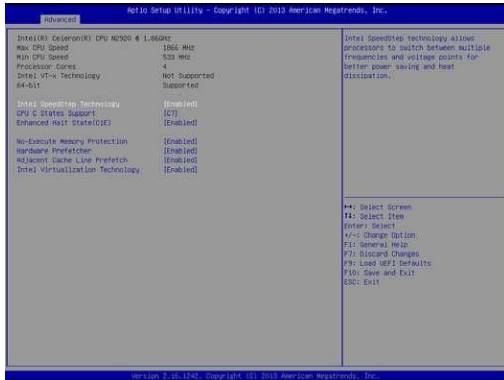 Aptio Setup Utility - Copyright (C) 2013 American Megatrends, Inc.
Advanced
Intel(R) Celeron(R) CPU N2920 @ 1.86GHz
Max CPU Speed 1866 MHz
Min CPU Speed 533 MHz
Processor Cores 4
Intel VT-x Technology Not Supported
64-bit Supported
Intel SpeedStep Technology [Enabled]
CPU C States Support [C7]
Enhanced Halt State(C1E) [Enabled]
No-Execute Memory Protection [Enabled]
Hardware Prefetcher [Enabled]
Adjacent Cache Line Prefetch [Enabled]
Intel Virtualization Technology [Enabled]
Intel SpeedStep technology allows
processors to switch between multiple
frequencies and voltage points for
better power saving and heat
dissipation.
→←: Select Screen
↑↓: Select Item
Enter: Select
+/-: Change Option
F1: General Help
F7: Discard Changes
F9: Load UEFI Defaults
F10: Save and Exit
ESC: Exit
Version 2.16.1242. Copyright (C) 2013 American Megatrends, Inc.